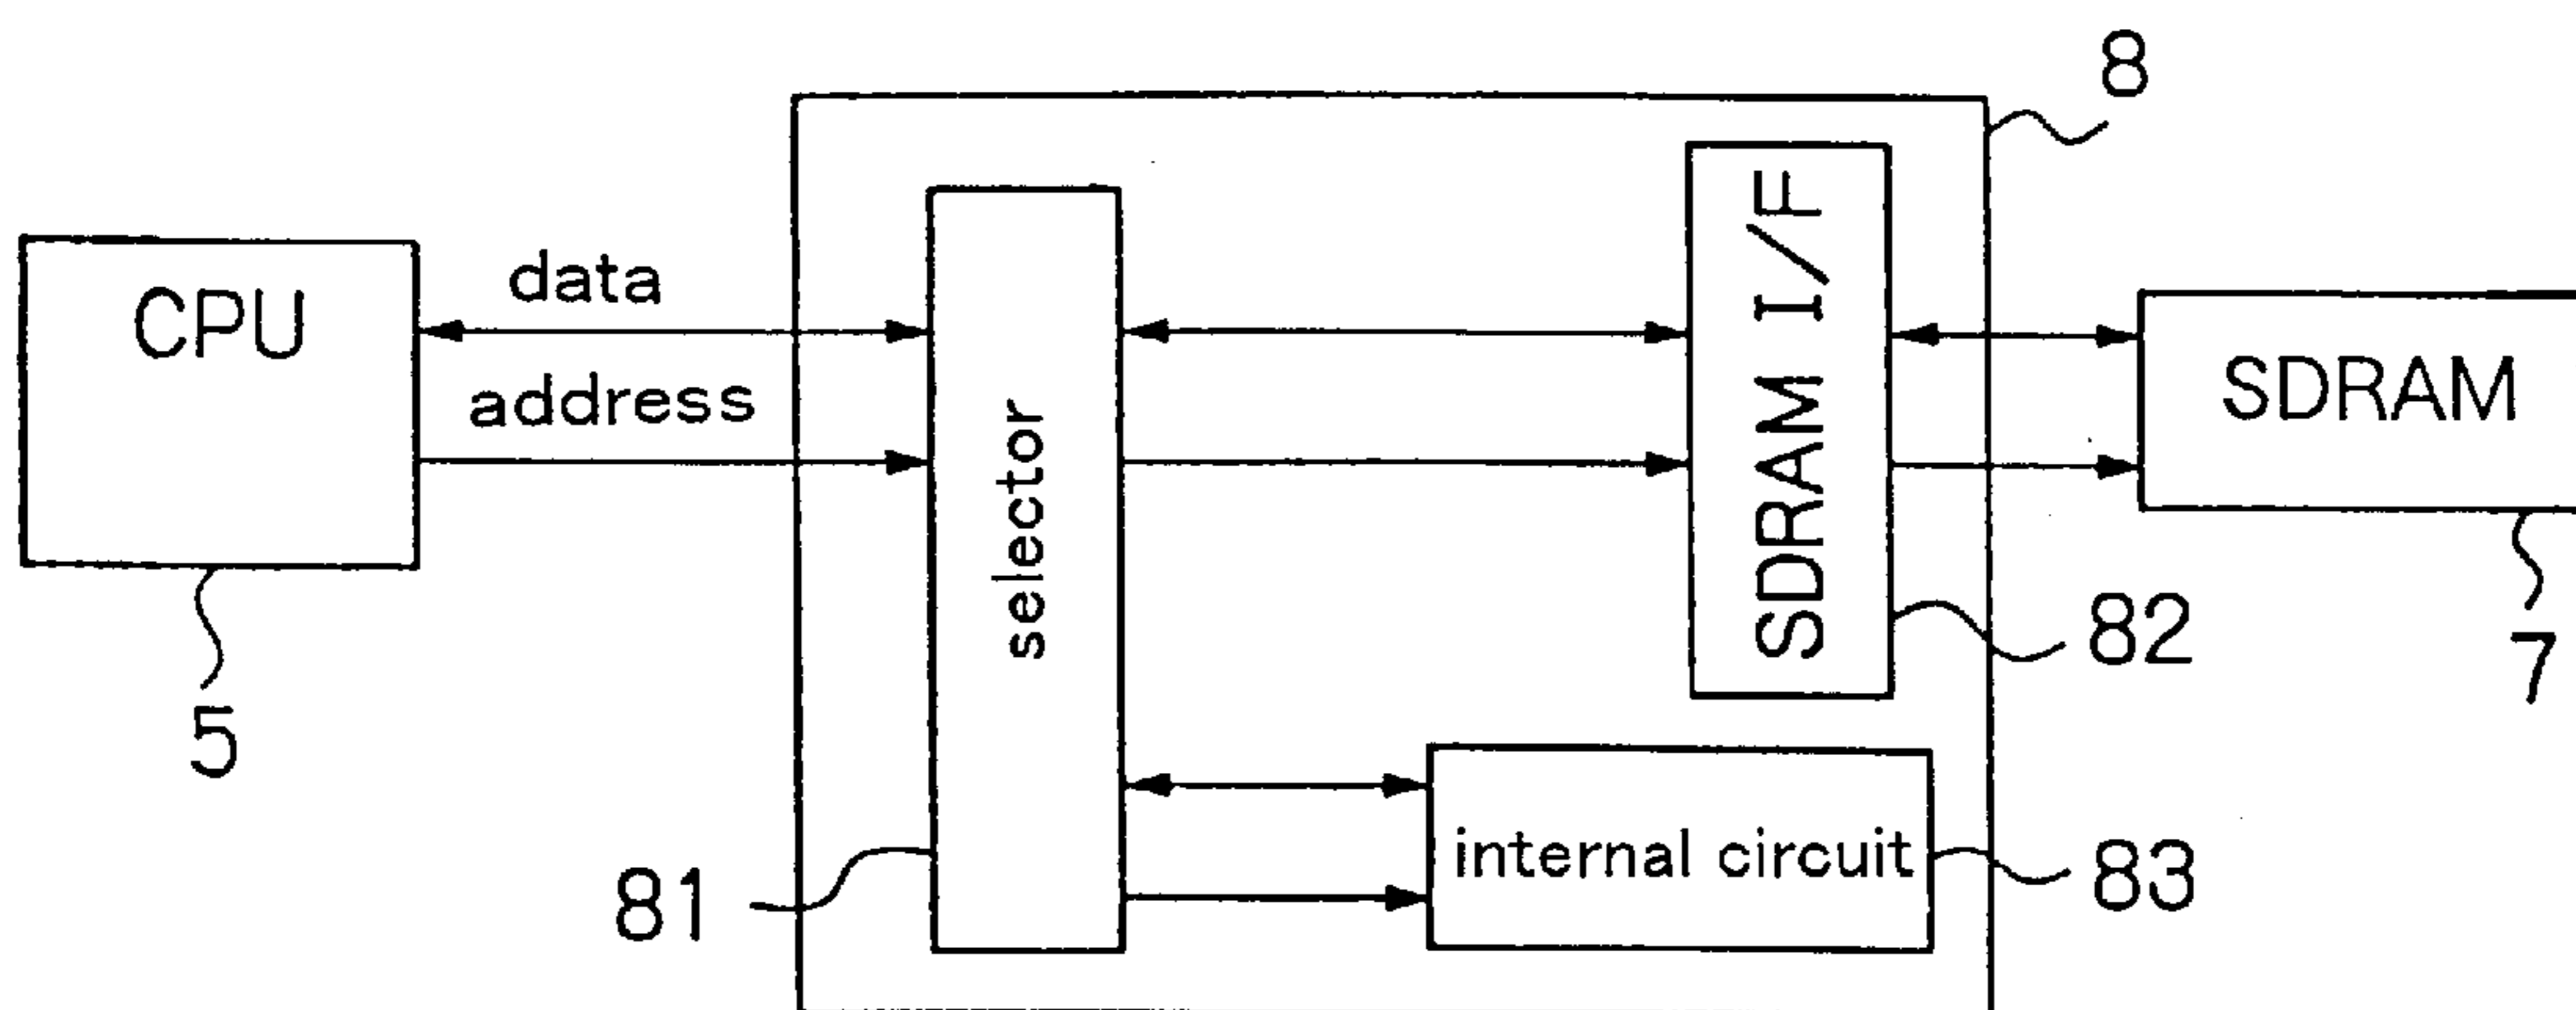 8
CPU
data
address
selector
SDRAM I/F
SDRAM
5
82
7
81
internal circuit
83